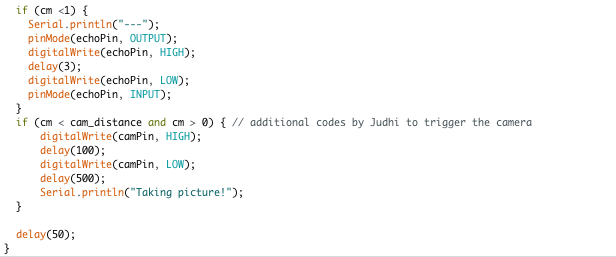 if (cm <1) {
Serial.println("---");
pinMode(echoPin, OUTPUT);
digitalWrite(echoPin, HIGH);
delay(3);
digitalWrite(echoPin, LOW);
pinMode(echoPin, INPUT);
}
if (cm < cam_distance and cm > 0) { // additional codes by Judhi to trigger the camera
digitalWrite(camPin, HIGH);
delay(100);
digitalWrite(camPin, LOW);
delay(500);
Serial.println("Taking picture!");
}
delay(50);
}